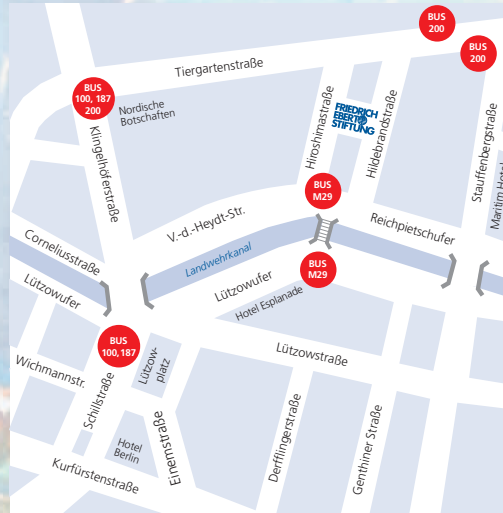 BUS
200
BUS
200
Tiergartenstraße
BUS
100, 187
200
Nordische
Botschaften
Klingelhöferstraße
Hiroshimastraße
FRIEDRICH
EBERT
STIFTUNG
Hildebrandstraße
Stauffenbergstraße
Maritim Hotel
BUS
M29
V.-d.-Heydt-Str.
Reichpietschufer
Corneliusstraße
Landwehrkanal
Lützowufer
Lützowufer
BUS
M29
Hotel Esplanade
BUS
100,187
Lützow-
platz
Lützowstraße
Wichmannstr.
Schillstraße
Einemstraße
Hotel
Berlin
Derfflingerstraße
Genthiner Straße
Kurfürstenstraße